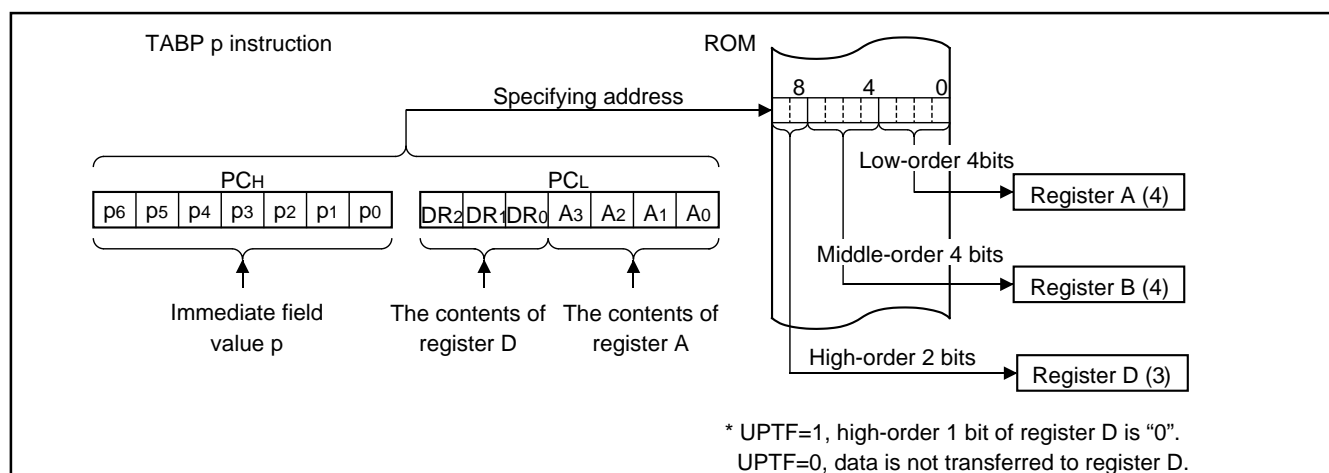 TABP p instruction
ROM
8 4 0
Specifying address
Low-order 4bits
PCH
PCL
Register A (4)
p6 p5 p4 p3 p2 p1 p0
DR2 DR1 DR0 A3 A2 A1 A0
Middle-order 4 bits
Register B (4)
Immediate field
value p
The contents of
register D
The contents of
register A
High-order 2 bits
Register D (3)
* UPTF=1, high-order 1 bit of register D is “0”.
UPTF=0, data is not transferred to register D.